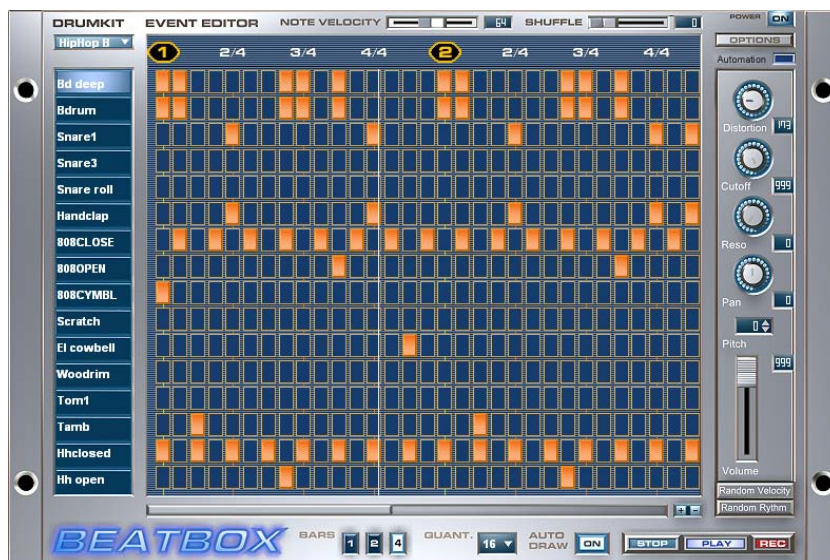 DRUMKIT EVENT EDITOR NOTE VELOCITY 64 SHUFFLE 0 POWER ON
HipHop B
1 2/4 3/4 4/4 2 2/4 3/4 4/4
OPTIONS
Automation
Bd deep
Bdrum
Snare1
Snare3
Snare roll
Handclap
808CLOSE
808OPEN
808CYMBL
Scratch
El cowbell
Woodrim
Tom1
Tamb
Hhclosed
Hh open
Distortion
Cutoff 999
Reso 0
Pan 0
0
Pitch
999
Volume
Random Velocity
Random Rythm
+ -
BEATBOX BARS 1 2 4 QUANT. 16 AUTO DRAW ON STOP PLAY REC